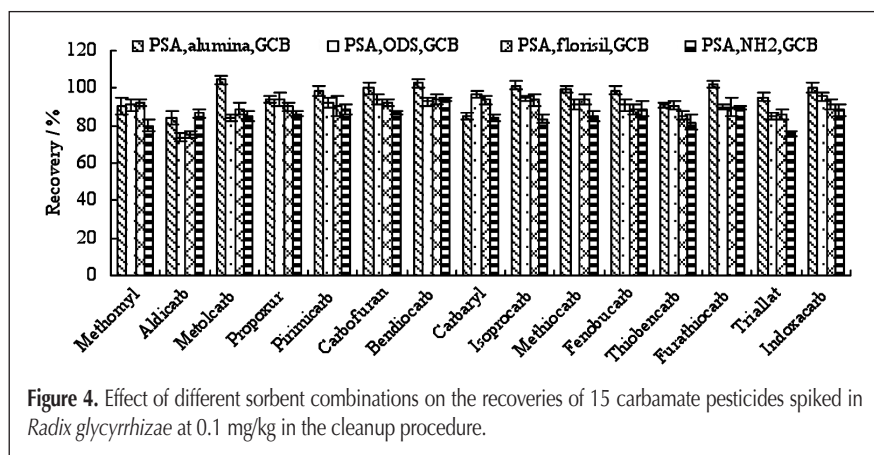 PSA,alumina,GCB PSA,ODS,GCB PSA,florisil,GCB PSA,NH2,GCB
Recovery / %
120
100
80
60
40
20
0
Methomyl
Aldicarb
Metolcarb
Propoxur
Pirimicarb
Carbofuran
Bendiocarb
Carbaryl
Isoprocarb
Methiocarb
Fenobucarb
Thiobencarb
Furathiocarb
Triallat
Indoxacarb
Figure 4. Effect of different sorbent combinations on the recoveries of 15 carbamate pesticides spiked in
Radix glycyrrhizae at 0.1 mg/kg in the cleanup procedure.